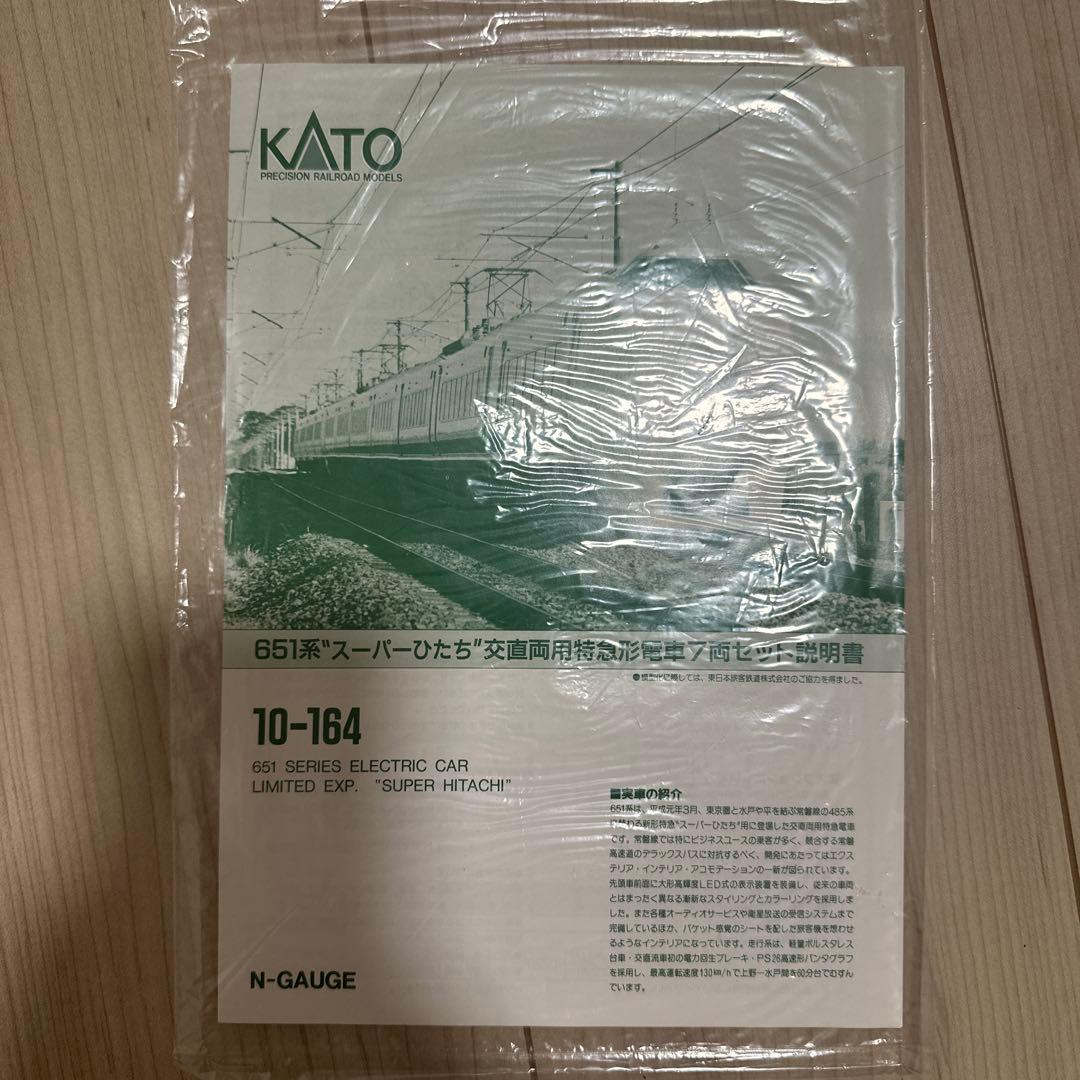 KATO
PRECISION RAILROAD MODELS
651系"スーパーひたち"交直両用特急形電車7両セット説明書
●模型化に際しては、東日本旅客鉄道株式会社のご協力を得ました。
10-164
651 SERIES ELECTRIC CAR
LIMITED EXP. "SUPER HITACHI"
■実車の紹介
651系は、平成元年3月、東京圏と水戸や平を結ぶ常磐線の485系
に替わる新形特急"スーパーひたち"用に登場した交直両用特急電車
です。常磐線では特にビジネスユースの乗客が多く、競合する常磐
高速道のデラックスバスに対抗するべく、開発にあたってはエクス
テリア・インテリア・アコモデーションの一新が図られています。
先頭車前面に大形高輝度LED式の表示装置を装備し、従来の車両
とはまったく異なる漸新なスタイリングとカラーリングを採用しま
した。また各種オーディオサービスや衛星放送の受信システムまで
完備しているほか、バケット感覚のシートを配した旅客機を想わせ
るようなインテリアになっています。走行系は、軽量ボルスタレス
台車・交直流車初の電力回生ブレーキ・PS26高速形パンタグラフ
を採用し、最高運転速度130km/hで上野－水戸間を60分台でむすん
でいます。
N-GAUGE